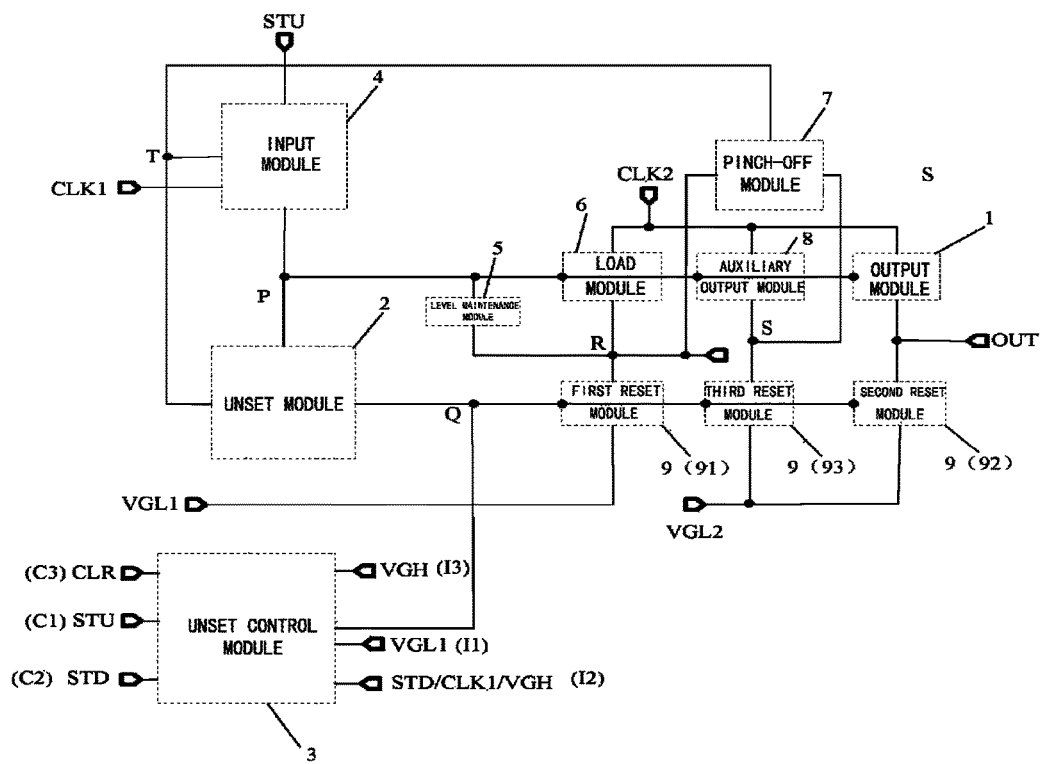 STU
4
7
INPUT
MODULE
T
CLK1
PINCH-OFF
MODULE
S
CLK2
6
8
1
5
LOAD
MODULE
AUXILIARY
OUTPUT MODULE
OUTPUT
MODULE
P
LEVEL MAINTENANCE
MODULE
2
R
S
OUT
UNSET MODULE
Q
FIRST RESET
MODULE
THIRD RESET
MODULE
SECOND RESET
MODULE
9 (91)
9 (93)
9 (92)
VGL1
VGL2
(C3) CLR
VGH (I3)
(C1) STU
UNSET CONTROL
MODULE
VGL1 (I1)
(C2) STD
STD/CLK1/VGH (I2)
3